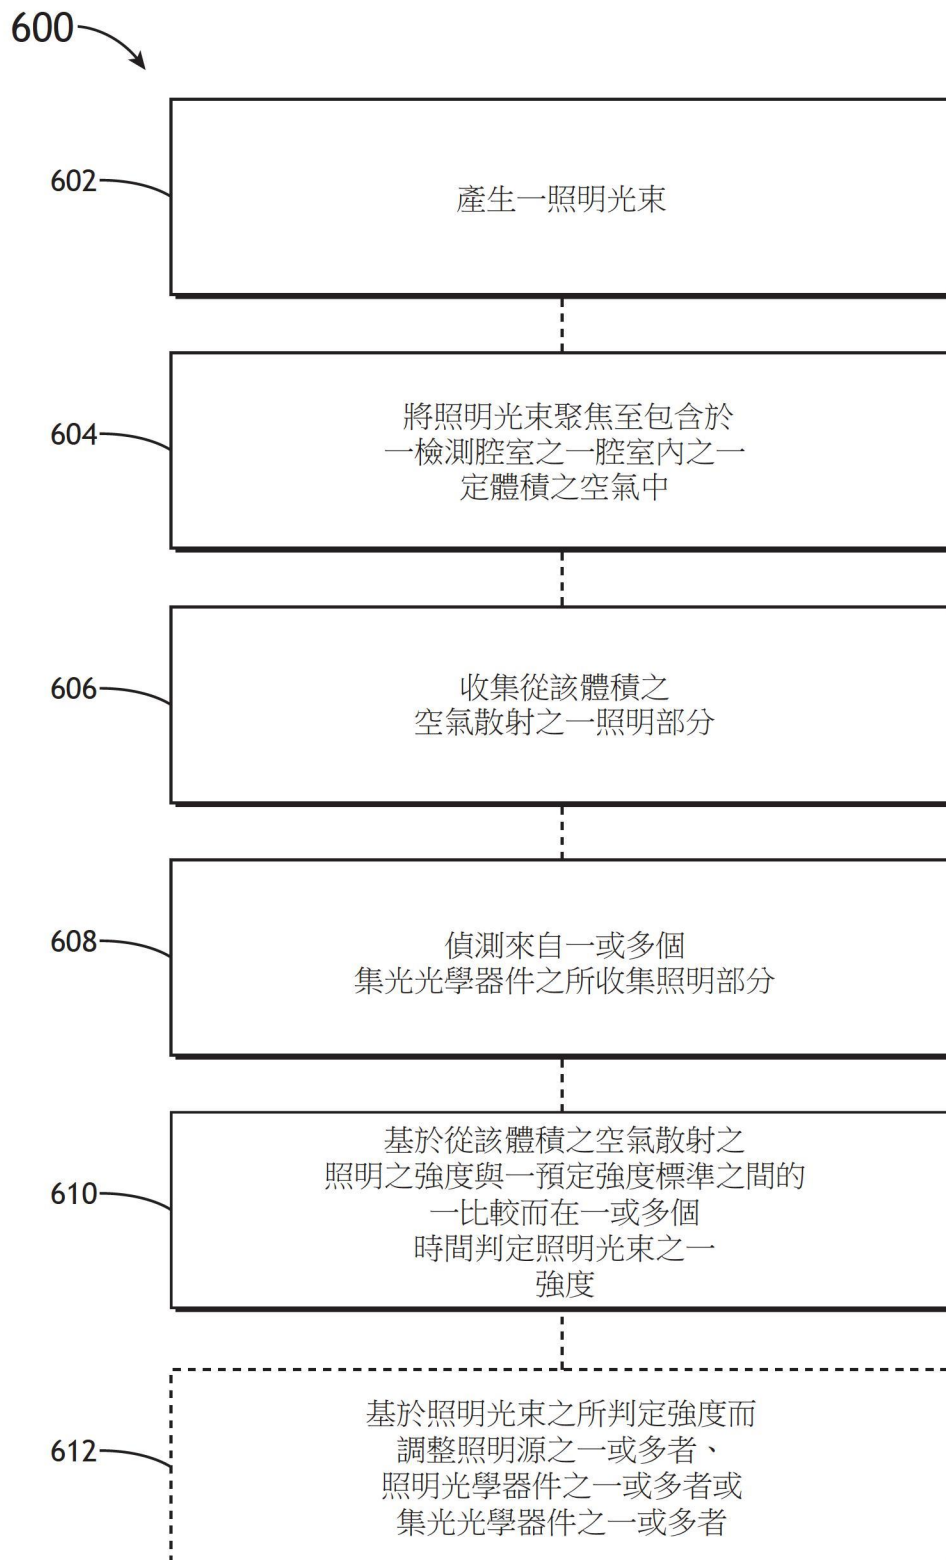 600
602
產生一照明光束
604
將照明光束聚焦至包含於
一檢測腔室之一腔室內之一
定體積之空氣中
606
收集從該體積之
空氣散射之一照明部分
608
偵測來自一或多個
集光光學器件之所收集照明部分
610
基於從該體積之空氣散射之
照明之強度與一預定強度標準之間的
一比較而在一或多個
時間判定照明光束之一
強度
612
基於照明光束之所判定強度而
調整照明源之一或多者、
照明光學器件之一或多者或
集光光學器件之一或多者